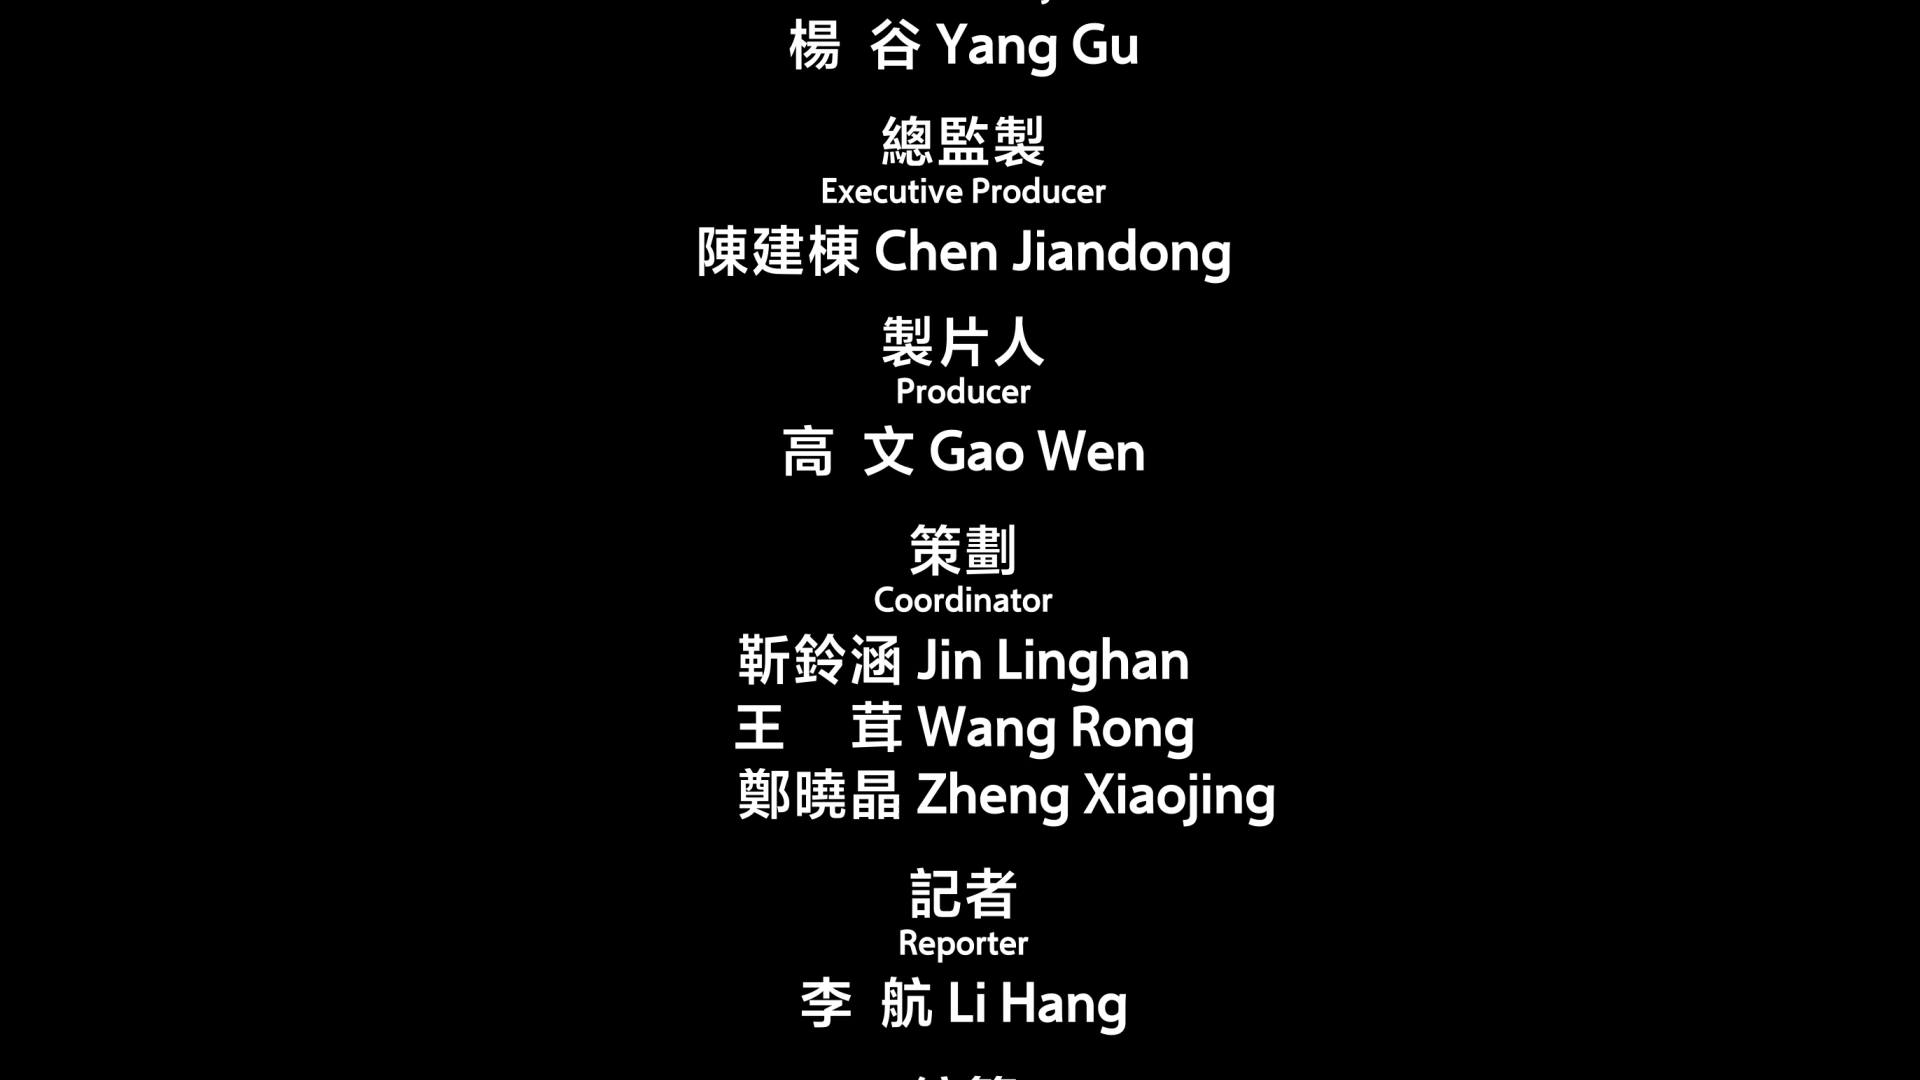 楊 谷 Yang Gu
總監製
Executive Producer
陳建棟 Chen Jiandong
製片人
Producer
高 文 Gao Wen
策劃
Coordinator
靳鈴涵 Jin Linghan
王 茸 Wang Rong
鄭曉晶 Zheng Xiaojing
記者
Reporter
李 航 Li Hang